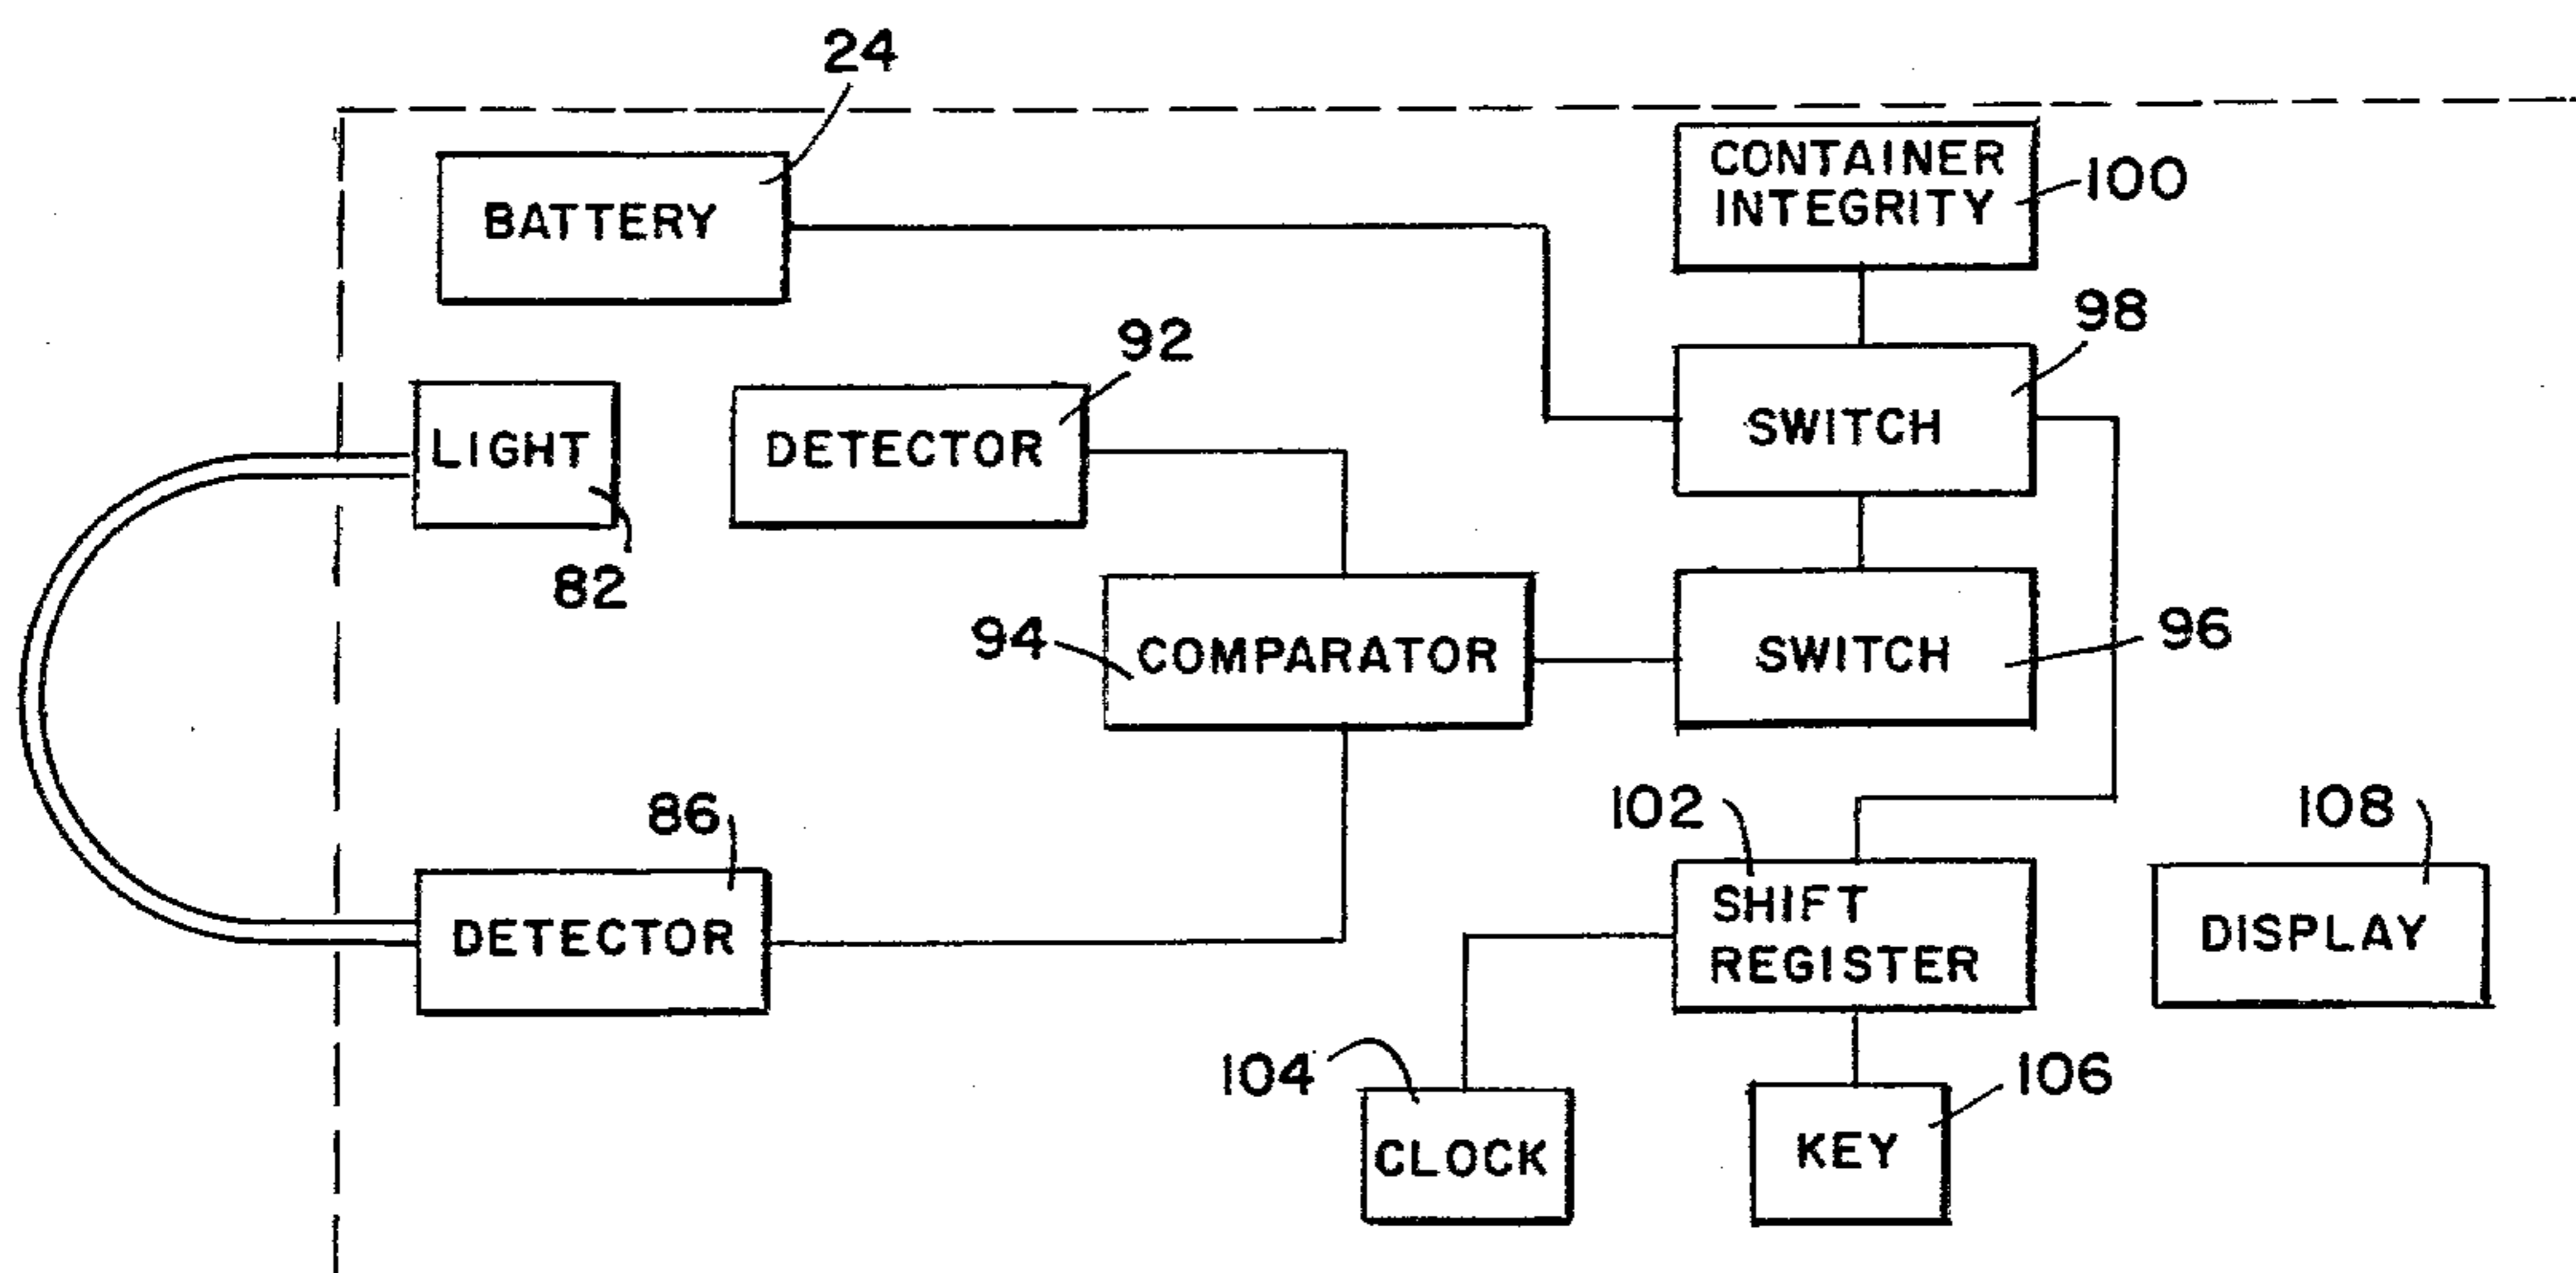 24
BATTERY
CONTAINER
INTEGRITY
100
98
92
LIGHT
82
DETECTOR
SWITCH
94
COMPARATOR
SWITCH
96
86
DETECTOR
102
SHIFT
REGISTER
108
DISPLAY
104
CLOCK
106
KEY